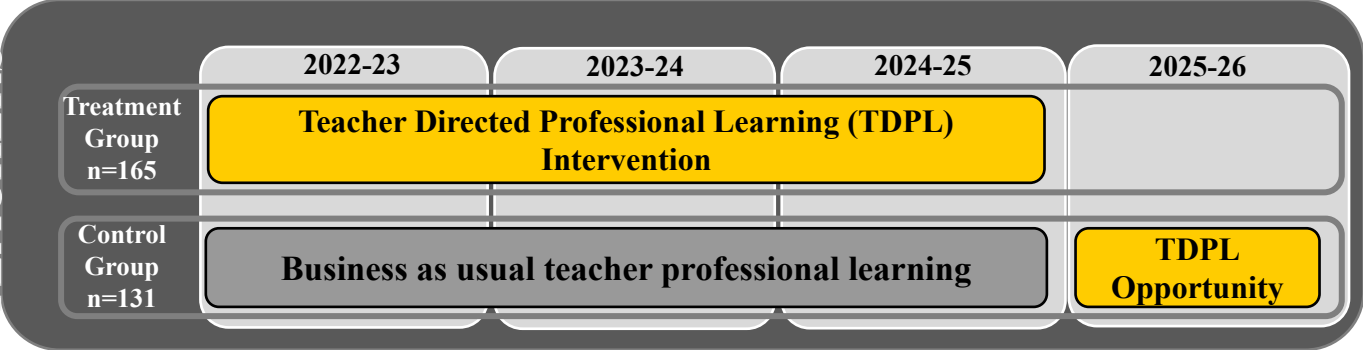 2022-23
2023-24
2024-25
2025-26
Treatment
Group
n=165
Teacher Directed Professional Learning (TDPL)
Intervention
Control
Group
n=131
Business as usual teacher professional learning
TDPL
Opportunity